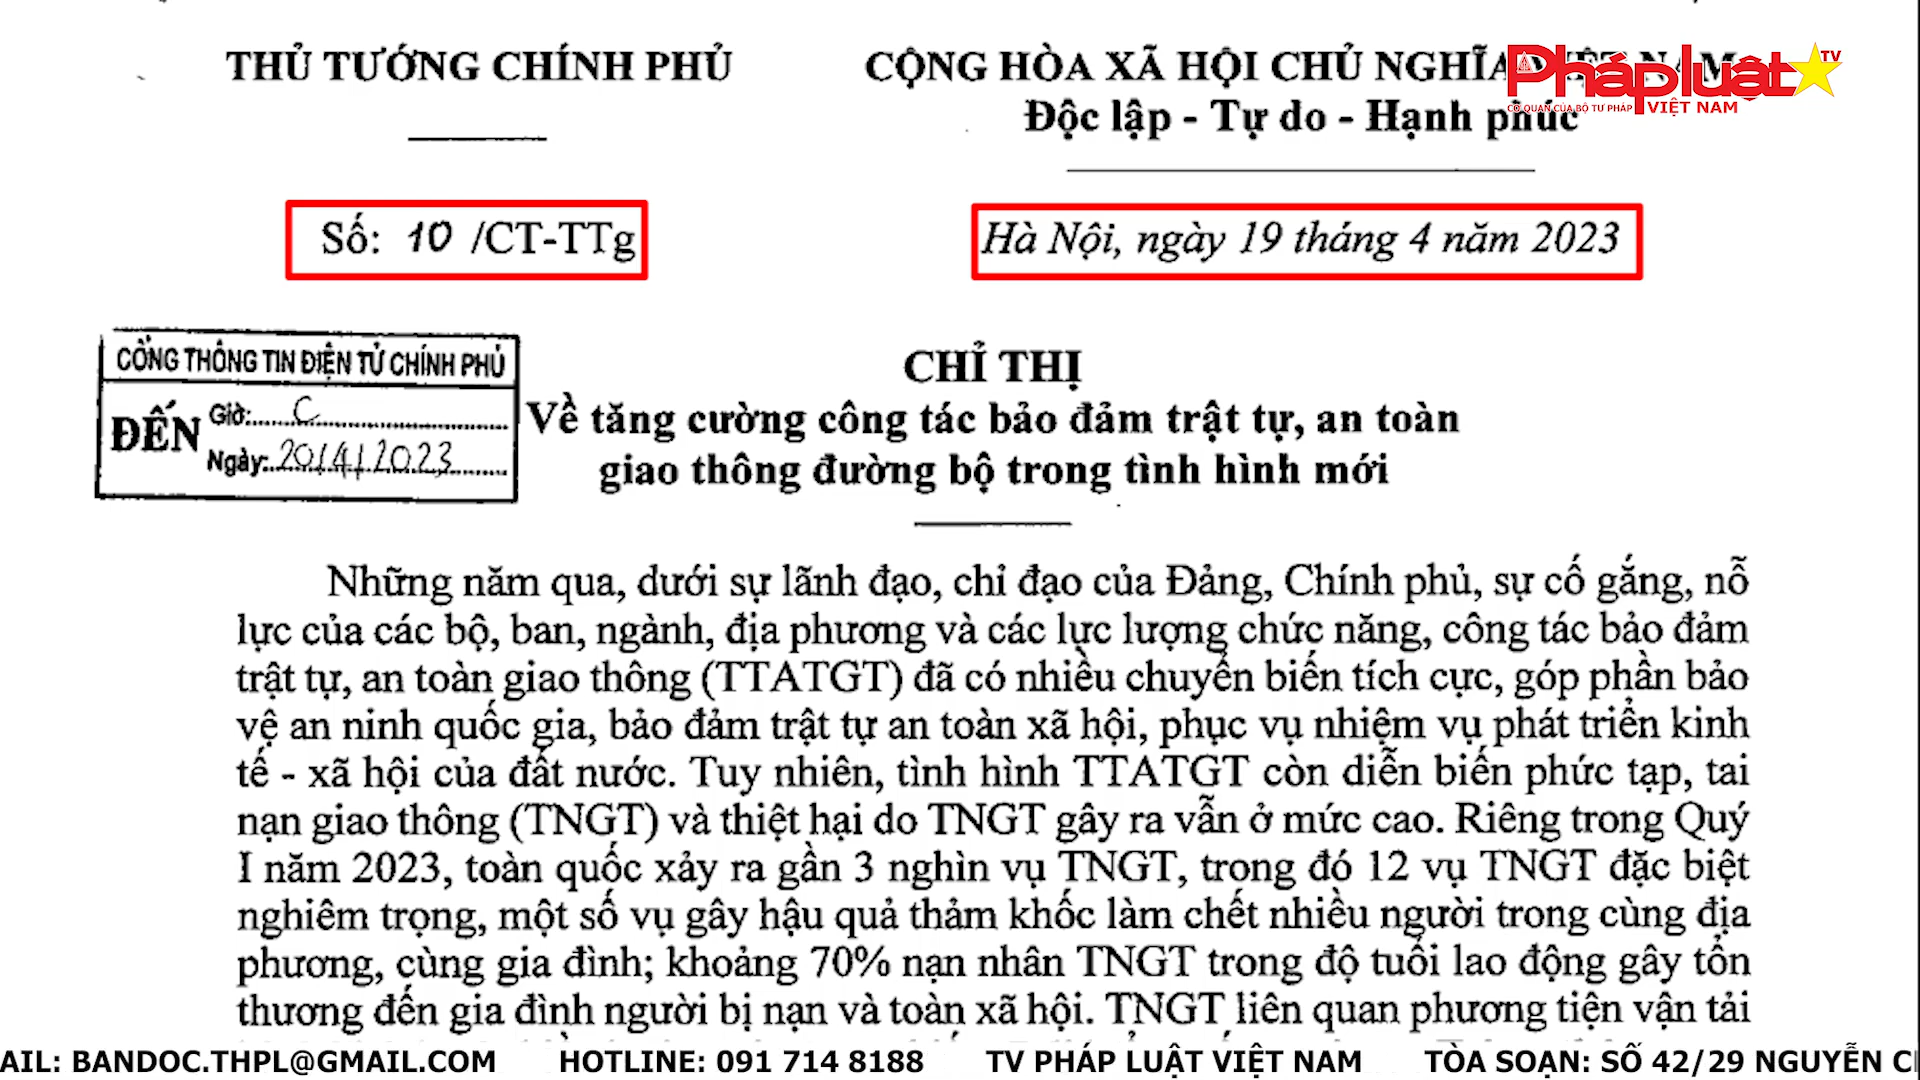 THỦ TƯỚNG CHÍNH PHỦ
CỘNG HÒA XÃ HỘI CHỦ NGHĨA VIỆT NAM
Độc lập - Tự do - Hạnh phúc
Pháp luật TV
CƠ QUAN CỦA BỘ TƯ PHÁP VIỆT NAM
Số: 10 /CT-TTg
Hà Nội, ngày 19 tháng 4 năm 2023
CỔNG THÔNG TIN ĐIỆN TỬ CHÍNH PHỦ
ĐẾN
Giờ: C
Ngày: 20/4/2023
CHỈ THỊ
Về tăng cường công tác bảo đảm trật tự, an toàn
giao thông đường bộ trong tình hình mới
Những năm qua, dưới sự lãnh đạo, chỉ đạo của Đảng, Chính phủ, sự cố gắng, nỗ
lực của các bộ, ban, ngành, địa phương và các lực lượng chức năng, công tác bảo đảm
trật tự, an toàn giao thông (TTATGT) đã có nhiều chuyển biến tích cực, góp phần bảo
vệ an ninh quốc gia, bảo đảm trật tự an toàn xã hội, phục vụ nhiệm vụ phát triển kinh
tế - xã hội của đất nước. Tuy nhiên, tình hình TTATGT còn diễn biến phức tạp, tai
nạn giao thông (TNGT) và thiệt hại do TNGT gây ra vẫn ở mức cao. Riêng trong Quý
I năm 2023, toàn quốc xảy ra gần 3 nghìn vụ TNGT, trong đó 12 vụ TNGT đặc biệt
nghiêm trọng, một số vụ gây hậu quả thảm khốc làm chết nhiều người trong cùng địa
phương, cùng gia đình; khoảng 70% nạn nhân TNGT trong độ tuổi lao động gây tổn
thương đến gia đình người bị nạn và toàn xã hội. TNGT liên quan phương tiện vận tải
AIL: BANDOC.THPL@GMAIL.COM HOTLINE: 091 714 8188 TV PHÁP LUẬT VIỆT NAM TÒA SOẠN: SỐ 42/29 NGUYỄN